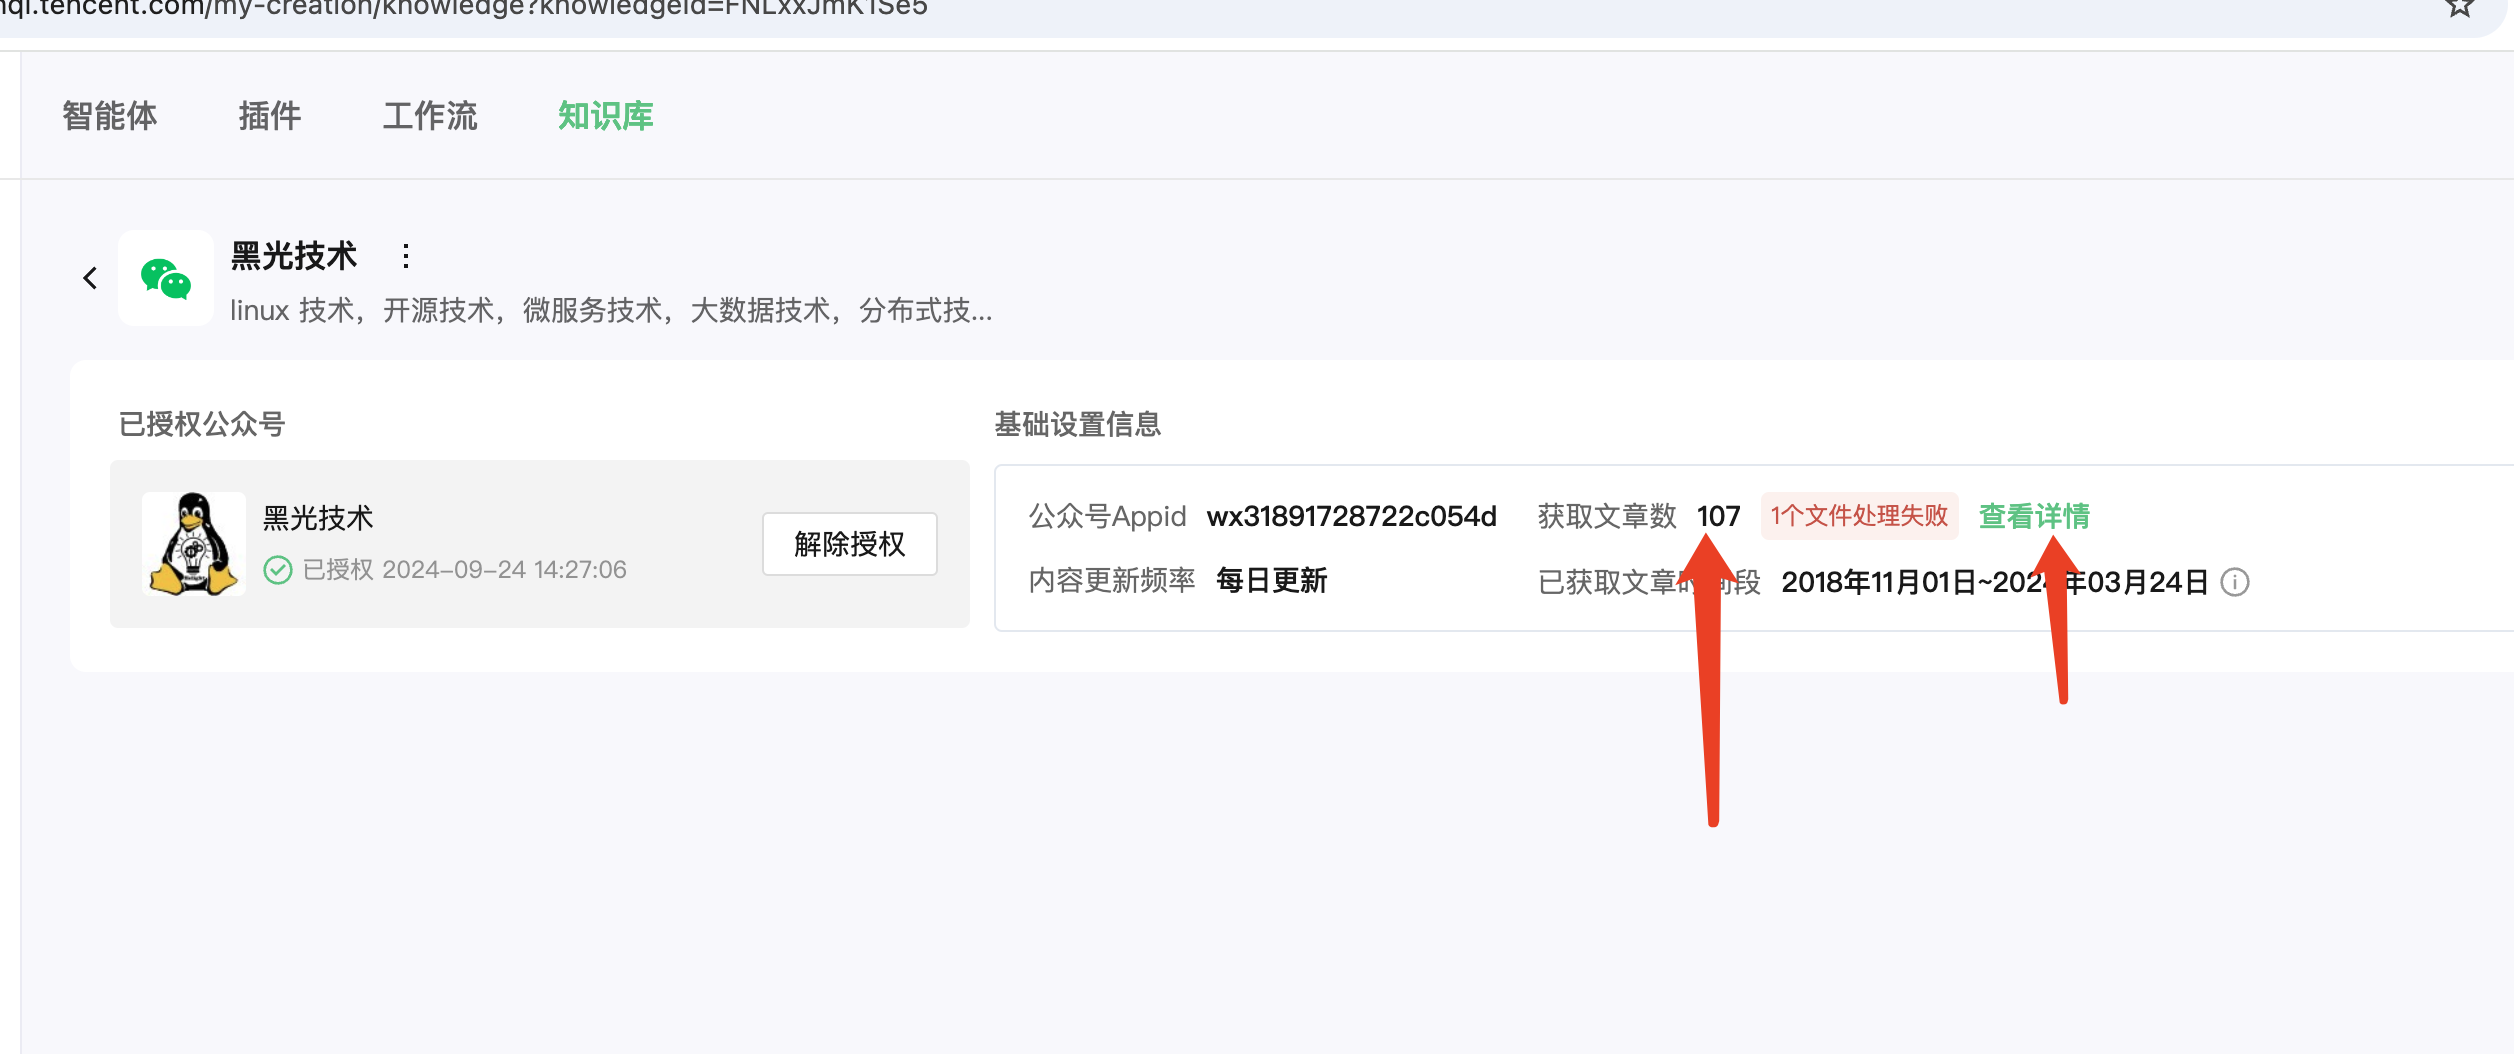 nqi.tencent.com/my-creation/knowledge?knowledgeId=FNLxxJmK1Se5
智能体 插件 工作流 知识库
黑光技术
linux 技术，开源技术，微服务技术，大数据技术，分布式技...
已授权公众号
黑光技术
已授权 2024-09-24 14:27:06
解除授权
基础设置信息
公众号Appid wx31891728722c054d 获取文章数 107 1个文件处理失败 查看详情
内容更新频率 每日更新 已获取文章时间段 2018年11月01日~2024年03月24日